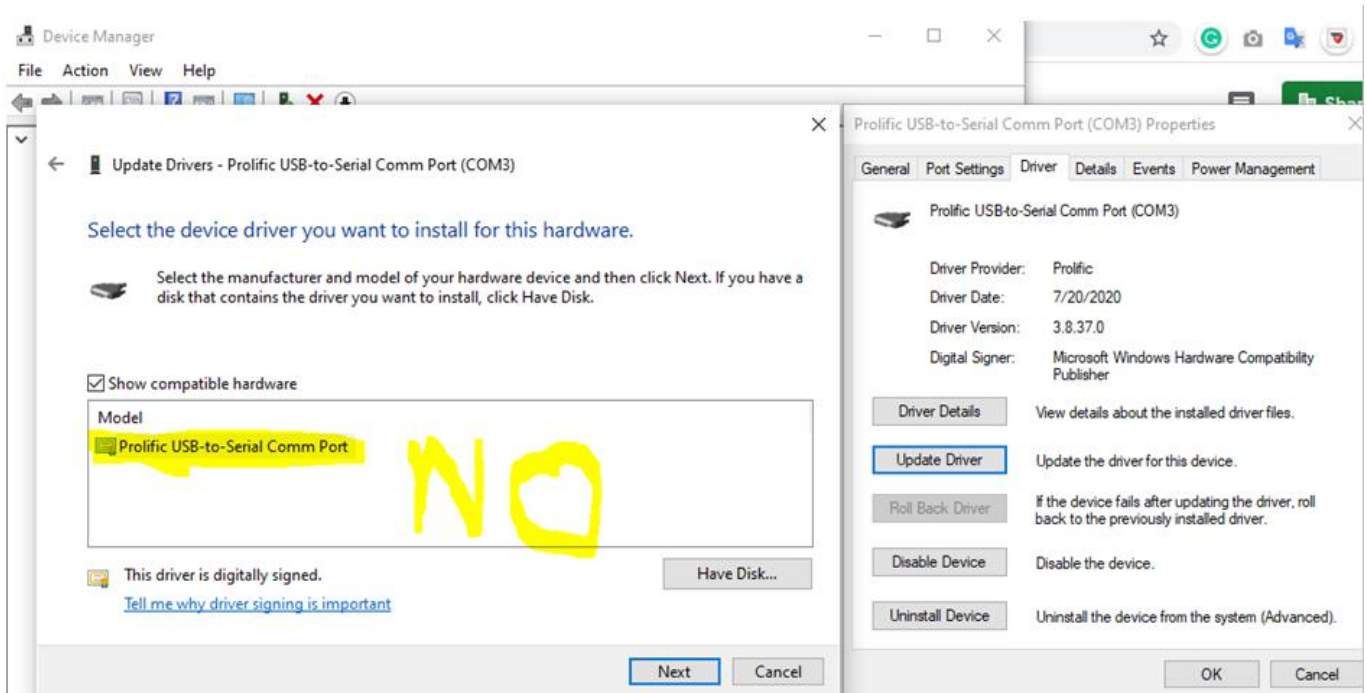 Device Manager
File Action View Help
Update Drivers - Prolific USB-to-Serial Comm Port (COM3)
Select the device driver you want to install for this hardware.
Select the manufacturer and model of your hardware device and then click Next. If you have a
disk that contains the driver you want to install, click Have Disk.
Show compatible hardware
Model
Prolific USB-to-Serial Comm Port
NO
This driver is digitally signed.
Have Disk...
Tell me why driver signing is important
Next Cancel
Prolific USB-to-Serial Comm Port (COM3) Properties
General Port Settings Driver Details Events Power Management
Prolific USB-to-Serial Comm Port (COM3)
Driver Provider: Prolific
Driver Date: 7/20/2020
Driver Version: 3.8.37.0
Digital Signer: Microsoft Windows Hardware Compatibility
Publisher
Driver Details View details about the installed driver files.
Update Driver Update the driver for this device.
Roll Back Driver If the device fails after updating the driver, roll
back to the previously installed driver.
Disable Device Disable the device.
Uninstall Device Uninstall the device from the system (Advanced).
OK Cancel